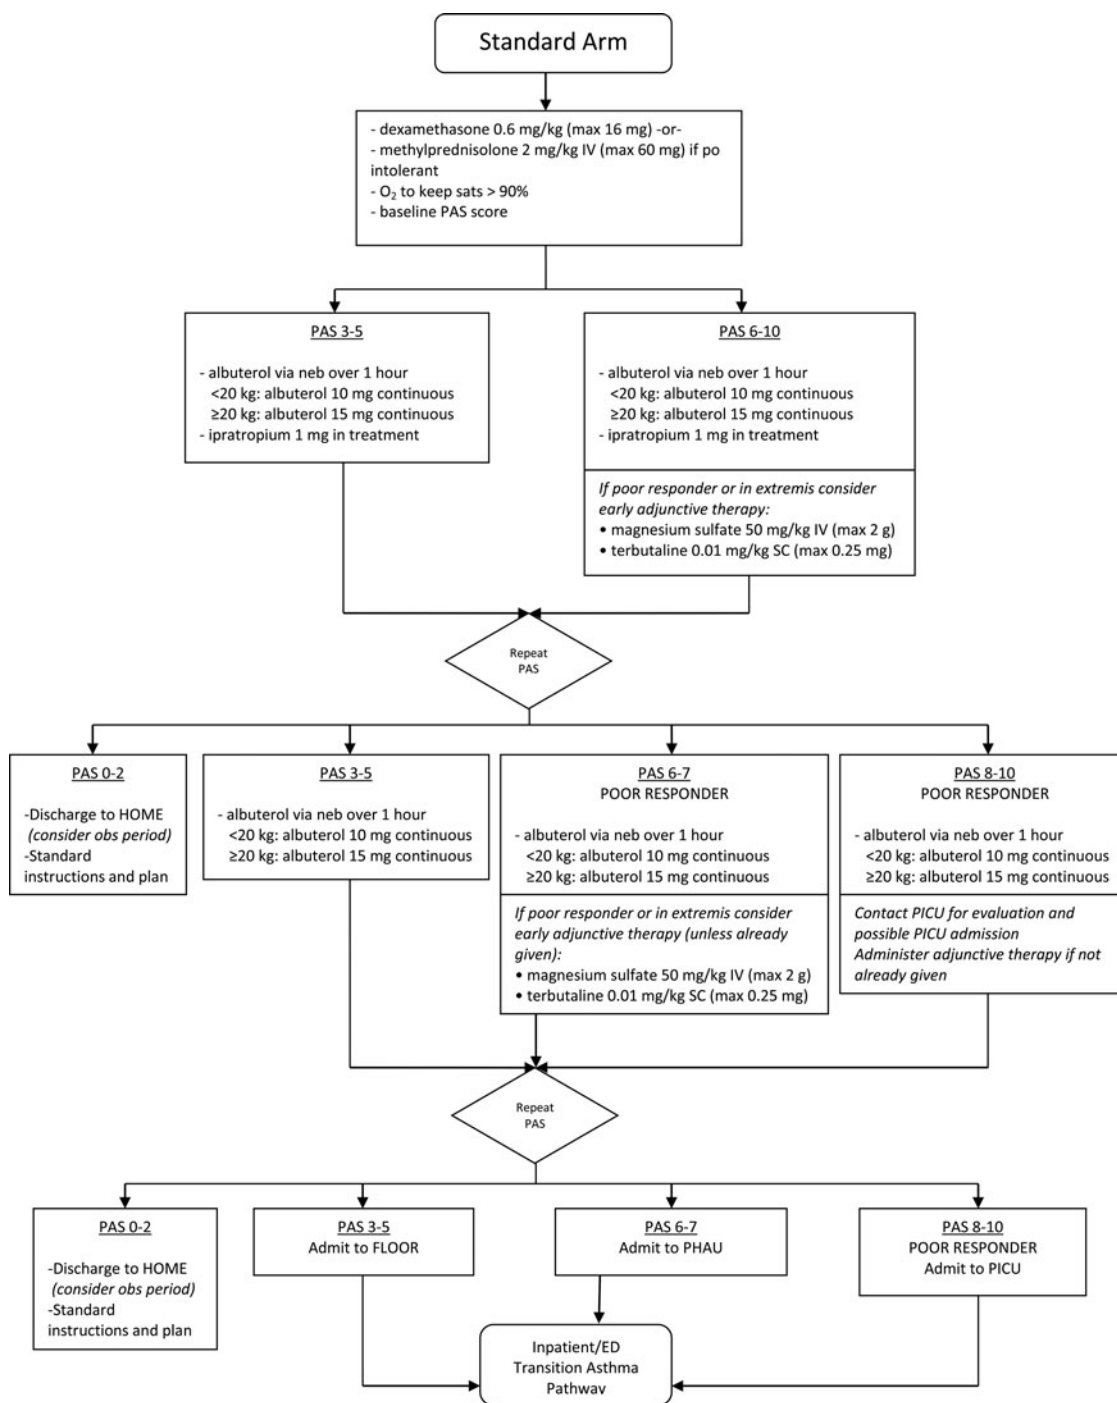 Standard Arm
- dexamethasone 0.6 mg/kg (max 16 mg) -or-
- methylprednisolone 2 mg/kg IV (max 60 mg) if po
intolerant
- O₂ to keep sats > 90%
- baseline PAS score
PAS 3-5
- albuterol via neb over 1 hour
<20 kg: albuterol 10 mg continuous
≥20 kg: albuterol 15 mg continuous
- ipratropium 1 mg in treatment
PAS 6-10
- albuterol via neb over 1 hour
<20 kg: albuterol 10 mg continuous
≥20 kg: albuterol 15 mg continuous
- ipratropium 1 mg in treatment
If poor responder or in extremis consider
early adjunctive therapy:
• magnesium sulfate 50 mg/kg IV (max 2 g)
• terbutaline 0.01 mg/kg SC (max 0.25 mg)
Repeat
PAS
PAS 0-2
-Discharge to HOME
(consider obs period)
-Standard
instructions and plan
PAS 3-5
- albuterol via neb over 1 hour
<20 kg: albuterol 10 mg continuous
≥20 kg: albuterol 15 mg continuous
PAS 6-7
POOR RESPONDER
- albuterol via neb over 1 hour
<20 kg: albuterol 10 mg continuous
≥20 kg: albuterol 15 mg continuous
If poor responder or in extremis consider
early adjunctive therapy (unless already
given):
• magnesium sulfate 50 mg/kg IV (max 2 g)
• terbutaline 0.01 mg/kg SC (max 0.25 mg)
PAS 8-10
POOR RESPONDER
- albuterol via neb over 1 hour
<20 kg: albuterol 10 mg continuous
≥20 kg: albuterol 15 mg continuous
Contact PICU for evaluation and
possible PICU admission
Administer adjunctive therapy if not
already given
Repeat
PAS
PAS 0-2
-Discharge to HOME
(consider obs period)
-Standard
instructions and plan
PAS 3-5
Admit to FLOOR
PAS 6-7
Admit to PHAU
PAS 8-10
POOR RESPONDER
Admit to PICU
Inpatient/ED
Transition Asthma
Pathway